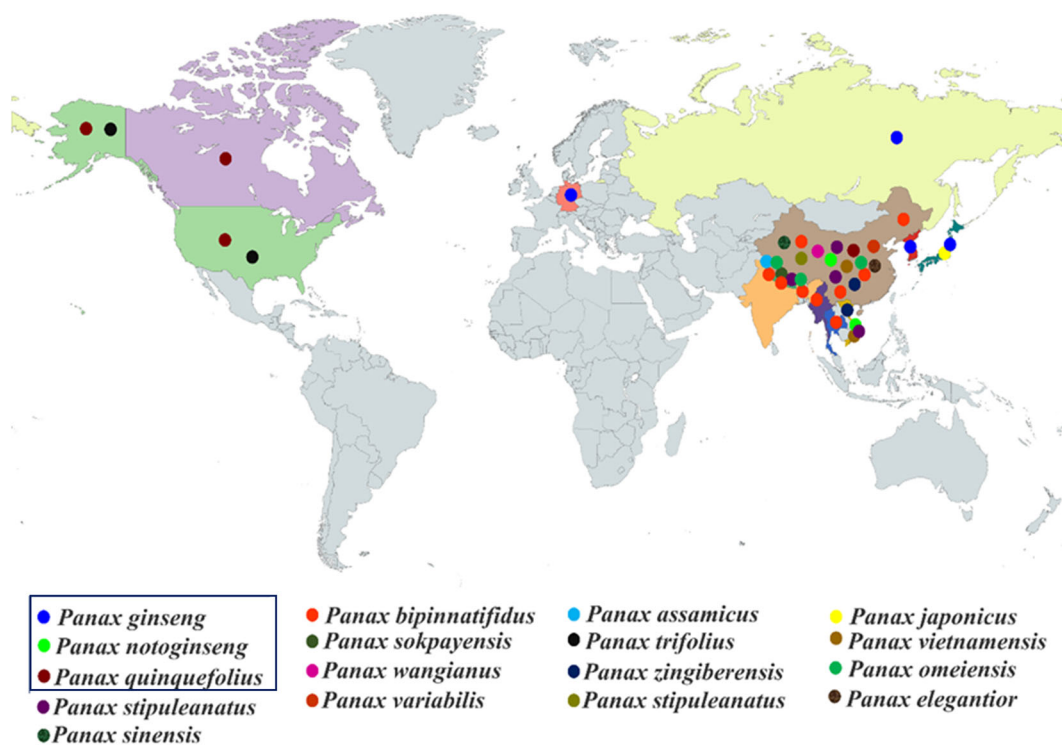 Panax ginseng
Panax notoginseng
Panax quinquefolius
Panax stipuleanatus
Panax sinensis
Panax bipinnatifidus
Panax sokpayensis
Panax wangianus
Panax variabilis
Panax assamicus
Panax trifolius
Panax zingiberensis
Panax stipuleanatus
Panax japonicus
Panax vietnamensis
Panax omeiensis
Panax elegantior